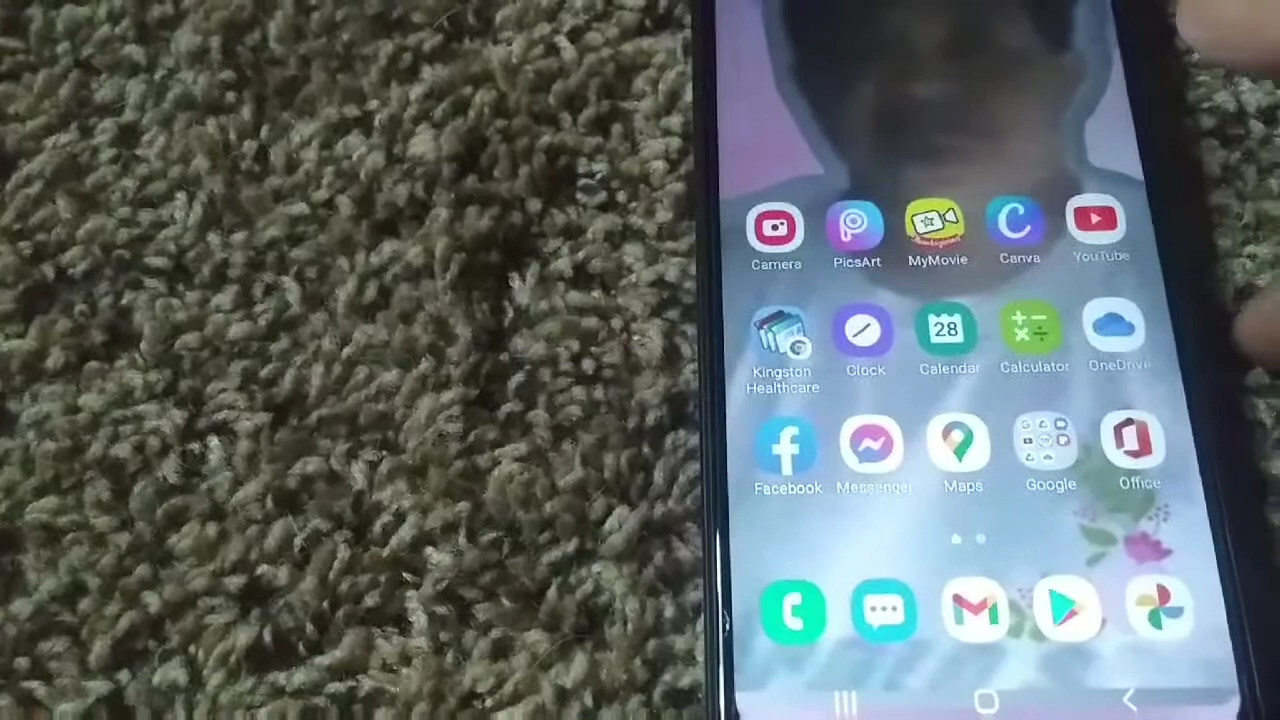 Camera PicsArt MyMovie Canva YouTube
Kingston Healthcare Clock 28 Calendar Calculator OneDrive
Facebook Messenger Maps Google Office